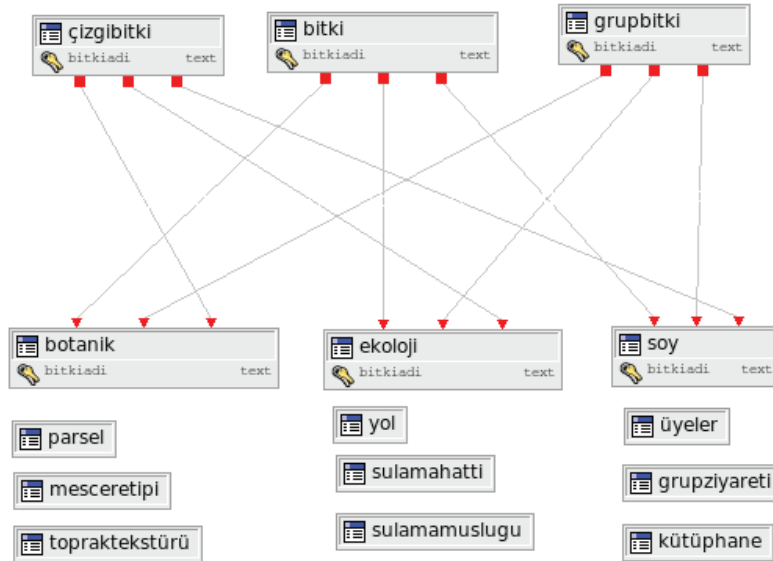 çizgibitki
bitkiadi text
bitki
bitkiadi text
grupbitki
bitkiadi text
botanik
bitkiadi text
ekoloji
bitkiadi text
soy
bitkiadi text
parsel
yol
üyeler
mesceretipi
sulamahatti
grupziyareti
topraktekstürü
sulamamuslugu
kütüphane